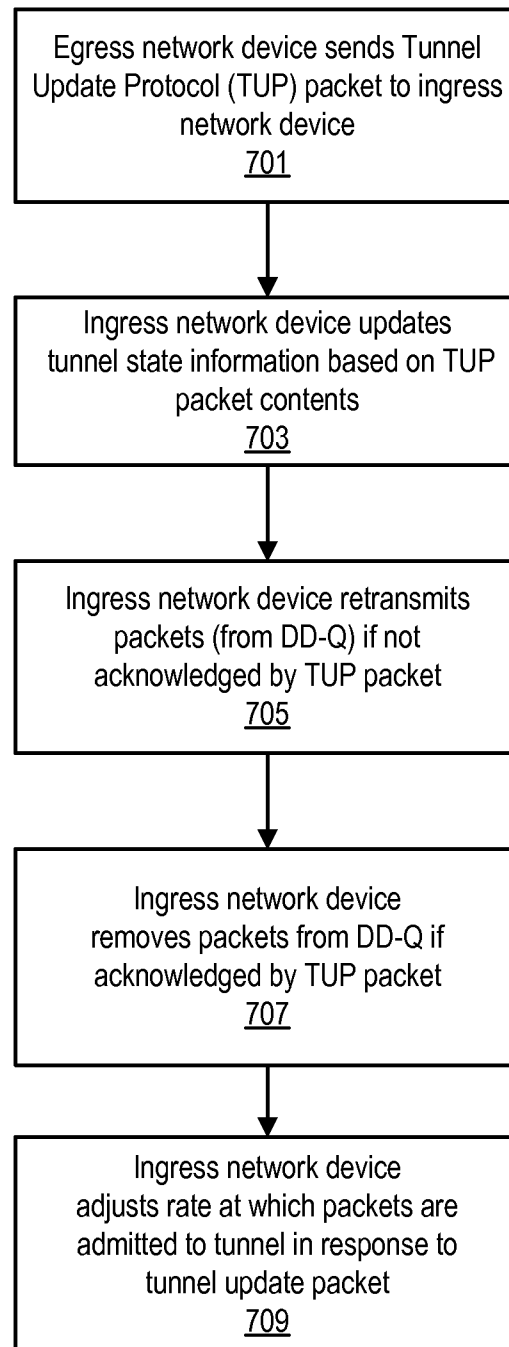 Egress network device sends Tunnel
Update Protocol (TUP) packet to ingress
network device
701
Ingress network device updates
tunnel state information based on TUP
packet contents
703
Ingress network device retransmits
packets (from DD-Q) if not
acknowledged by TUP packet
705
Ingress network device
removes packets from DD-Q if
acknowledged by TUP packet
707
Ingress network device
adjusts rate at which packets are
admitted to tunnel in response to
tunnel update packet
709